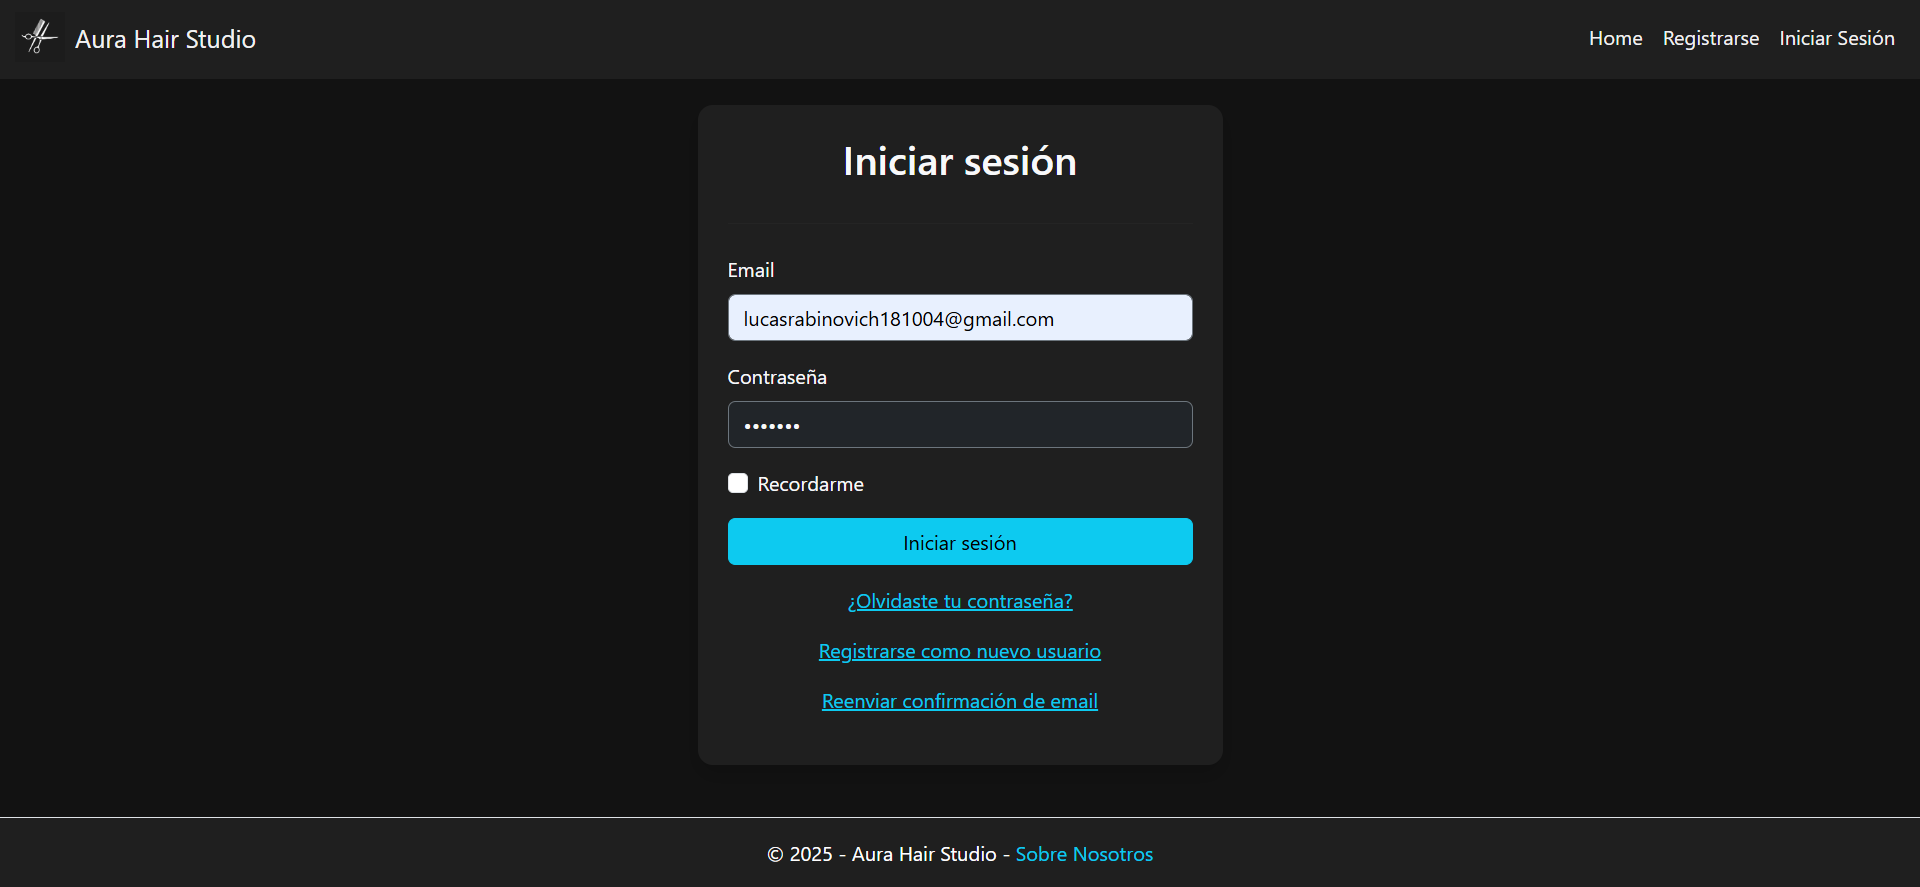 Aura Hair Studio
Home Registrarse Iniciar Sesión
Iniciar sesión
Email
lucasrabinovich181004@gmail.com
Contraseña
•••••••
Recordarme
Iniciar sesión
¿Olvidaste tu contraseña?
Registrarse como nuevo usuario
Reenviar confirmación de email
© 2025 - Aura Hair Studio - Sobre Nosotros